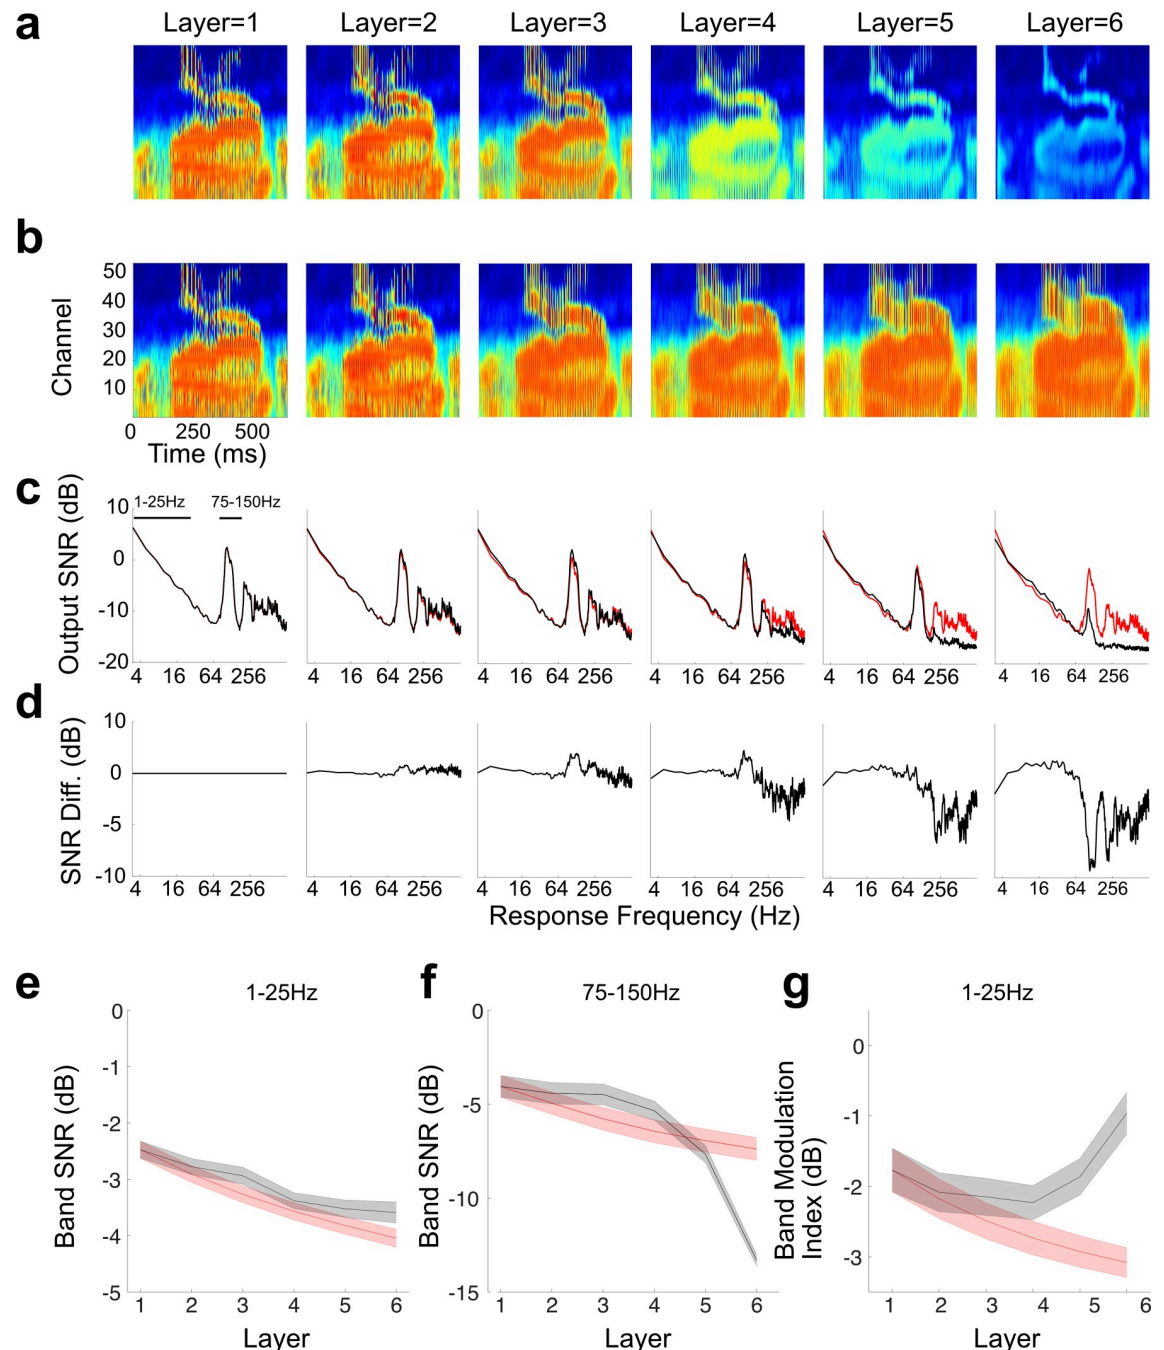 a
Layer=1 Layer=2 Layer=3 Layer=4 Layer=5 Layer=6
b
Channel
50
40
30
20
10
0 250 500
Time (ms)
c
Output SNR (dB)
10
0
-10
-20
1-25Hz 75-150Hz
4 16 64 256 4 16 64 256 4 16 64 256 4 16 64 256 4 16 64 256 4 16 64 256
d
SNR Diff. (dB)
10
0
-5
-10
4 16 64 256 4 16 64 256 4 16 64 256 4 16 64 256 4 16 64 256 4 16 64 256
Response Frequency (Hz)
e
1-25Hz
Band SNR (dB)
0
-1
-2
-3
-4
-5
1 2 3 4 5 6
Layer
f
75-150Hz
Band SNR (dB)
0
-5
-10
-15
1 2 3 4 5 6
Layer
g
1-25Hz
Band Modulation
Index (dB)
0
-1
-2
-3
1 2 3 4 5 6
Layer